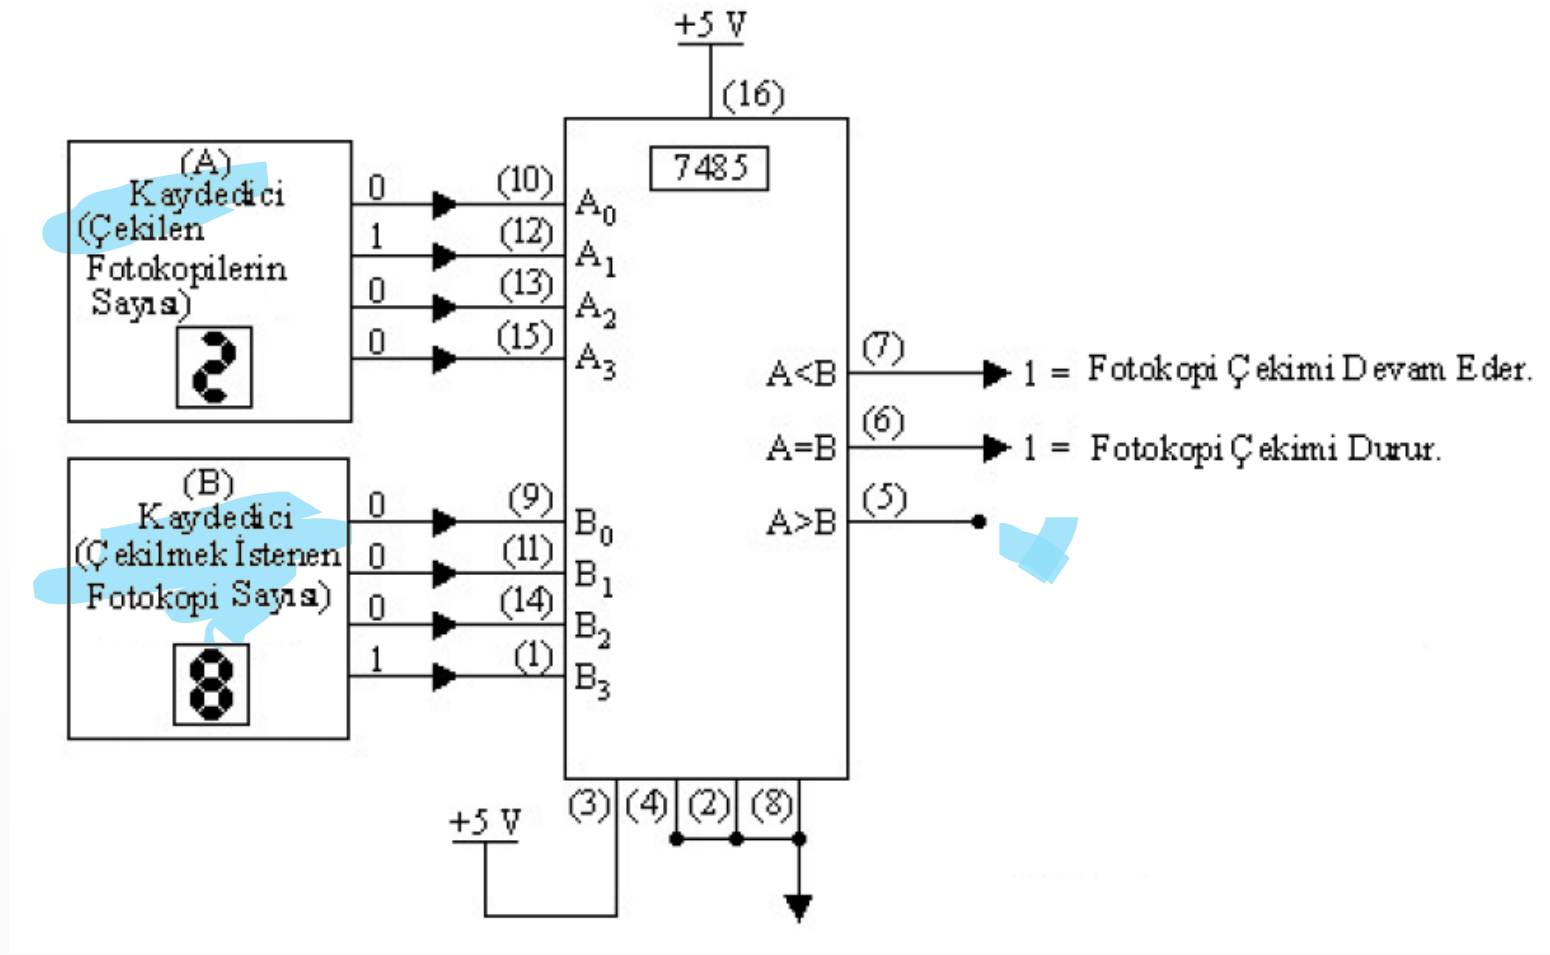 +5 V
(16)
7485
(A)
Kaydedici
(Çekilen
Fotokopilerin
Sayısı)
2
0 (10) A0
1 (12) A1
0 (13) A2
0 (15) A3
(B)
Kaydedici
(Çekilmek İstenen
Fotokopi Sayısı)
8
0 (9) B0
0 (11) B1
0 (14) B2
1 (1) B3
A<B (7) 1 = Fotokopi Çekimi Devam Eder.
A=B (6) 1 = Fotokopi Çekimi Durur.
A>B (5)
(3) (4) (2) (8)
+5 V